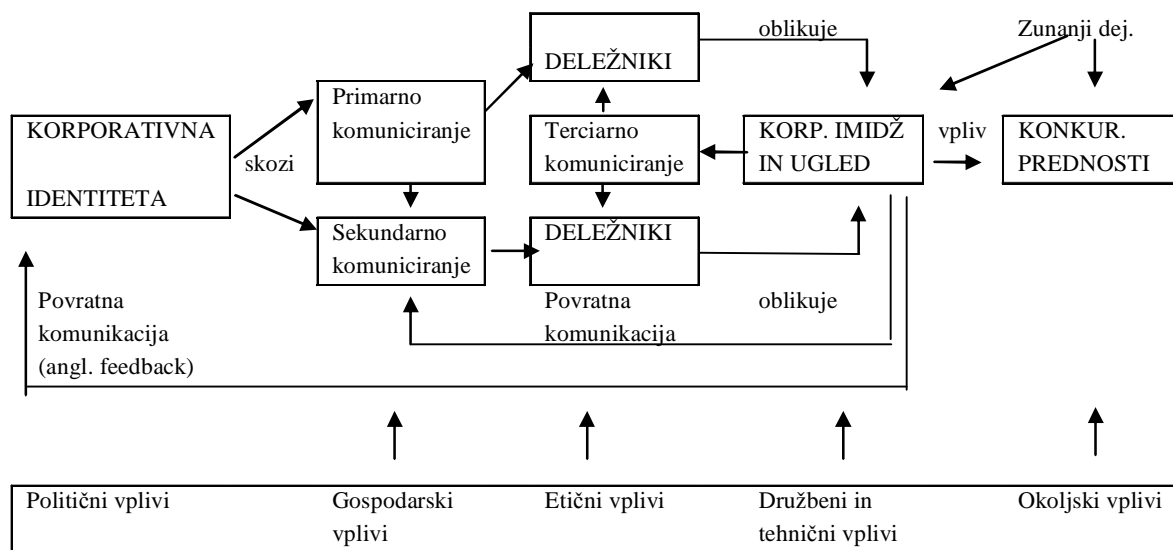 oblikuje
Zunanji dej.
DELEŽNIKI
Primarno
komuniciranje
KORPORATIVNA
IDENTITETA
skozi
Terciarno
komuniciranje
KORP. IMIDŽ
IN UGLED
vpliv
KONKUR.
PREDNOSTI
Sekundarno
komuniciranje
DELEŽNIKI
Povratna
komunikacija
(angl. feedback)
Povratna
komunikacija
oblikuje
Politični vplivi
Gospodarski
vplivi
Etični vplivi
Družbeni in
tehnični vplivi
Okoljski vplivi